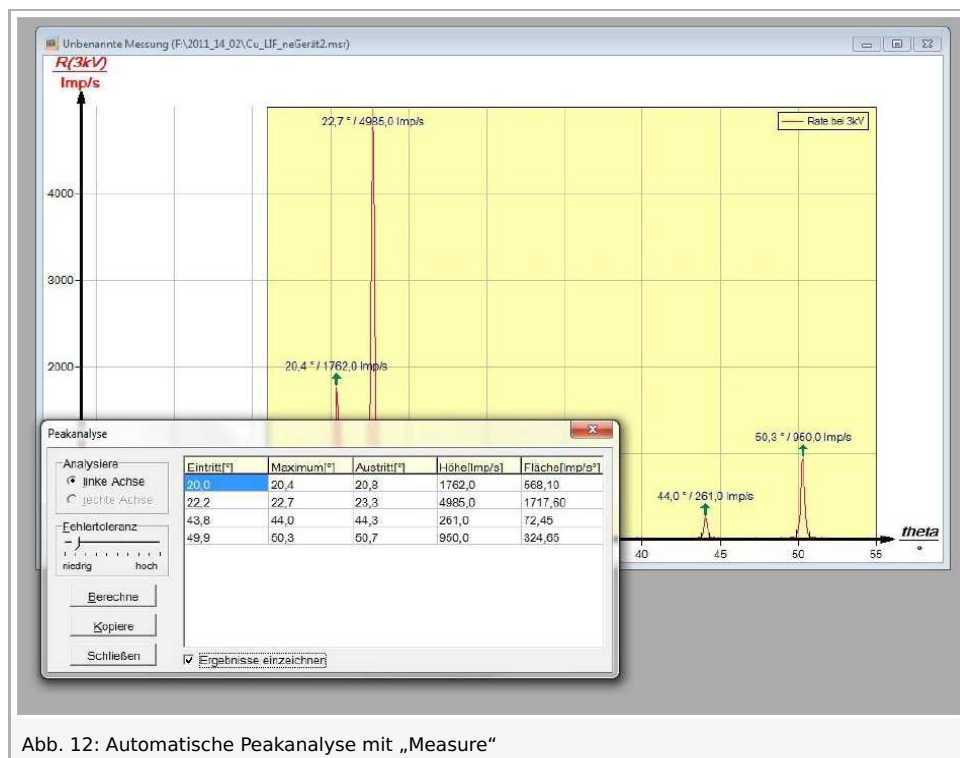 Unbenannte Messung (F:\2011_14_02\Cu_LIF_neGerät2.msr)
R(3kV)
Imp/s
22,7 ° / 4985,0 Imp/s
Rate bei 3kV
4000
3000
20,4 ° / 1762,0 Imp/s
2000
50,3 ° / 950,0 Imp/s
44,0 ° / 261,0 Imp/s
theta
°
40 45 50 55
Peakanalyse
Analysiere
linke Achse
rechte Achse
Fehlertoleranz
niedrig hoch
Berechne
Kopiere
Schließen
Eintritt[°] Maximum[°] Austritt[°] Höhe[Imp/s] Fläche[Imp/s*°]
20,0 20,4 20,8 1762,0 568,10
22,2 22,7 23,3 4985,0 1717,60
43,8 44,0 44,3 261,0 72,45
49,9 50,3 50,7 950,0 324,65
Ergebnisse einzeichnen
Abb. 12: Automatische Peakanalyse mit „Measure“